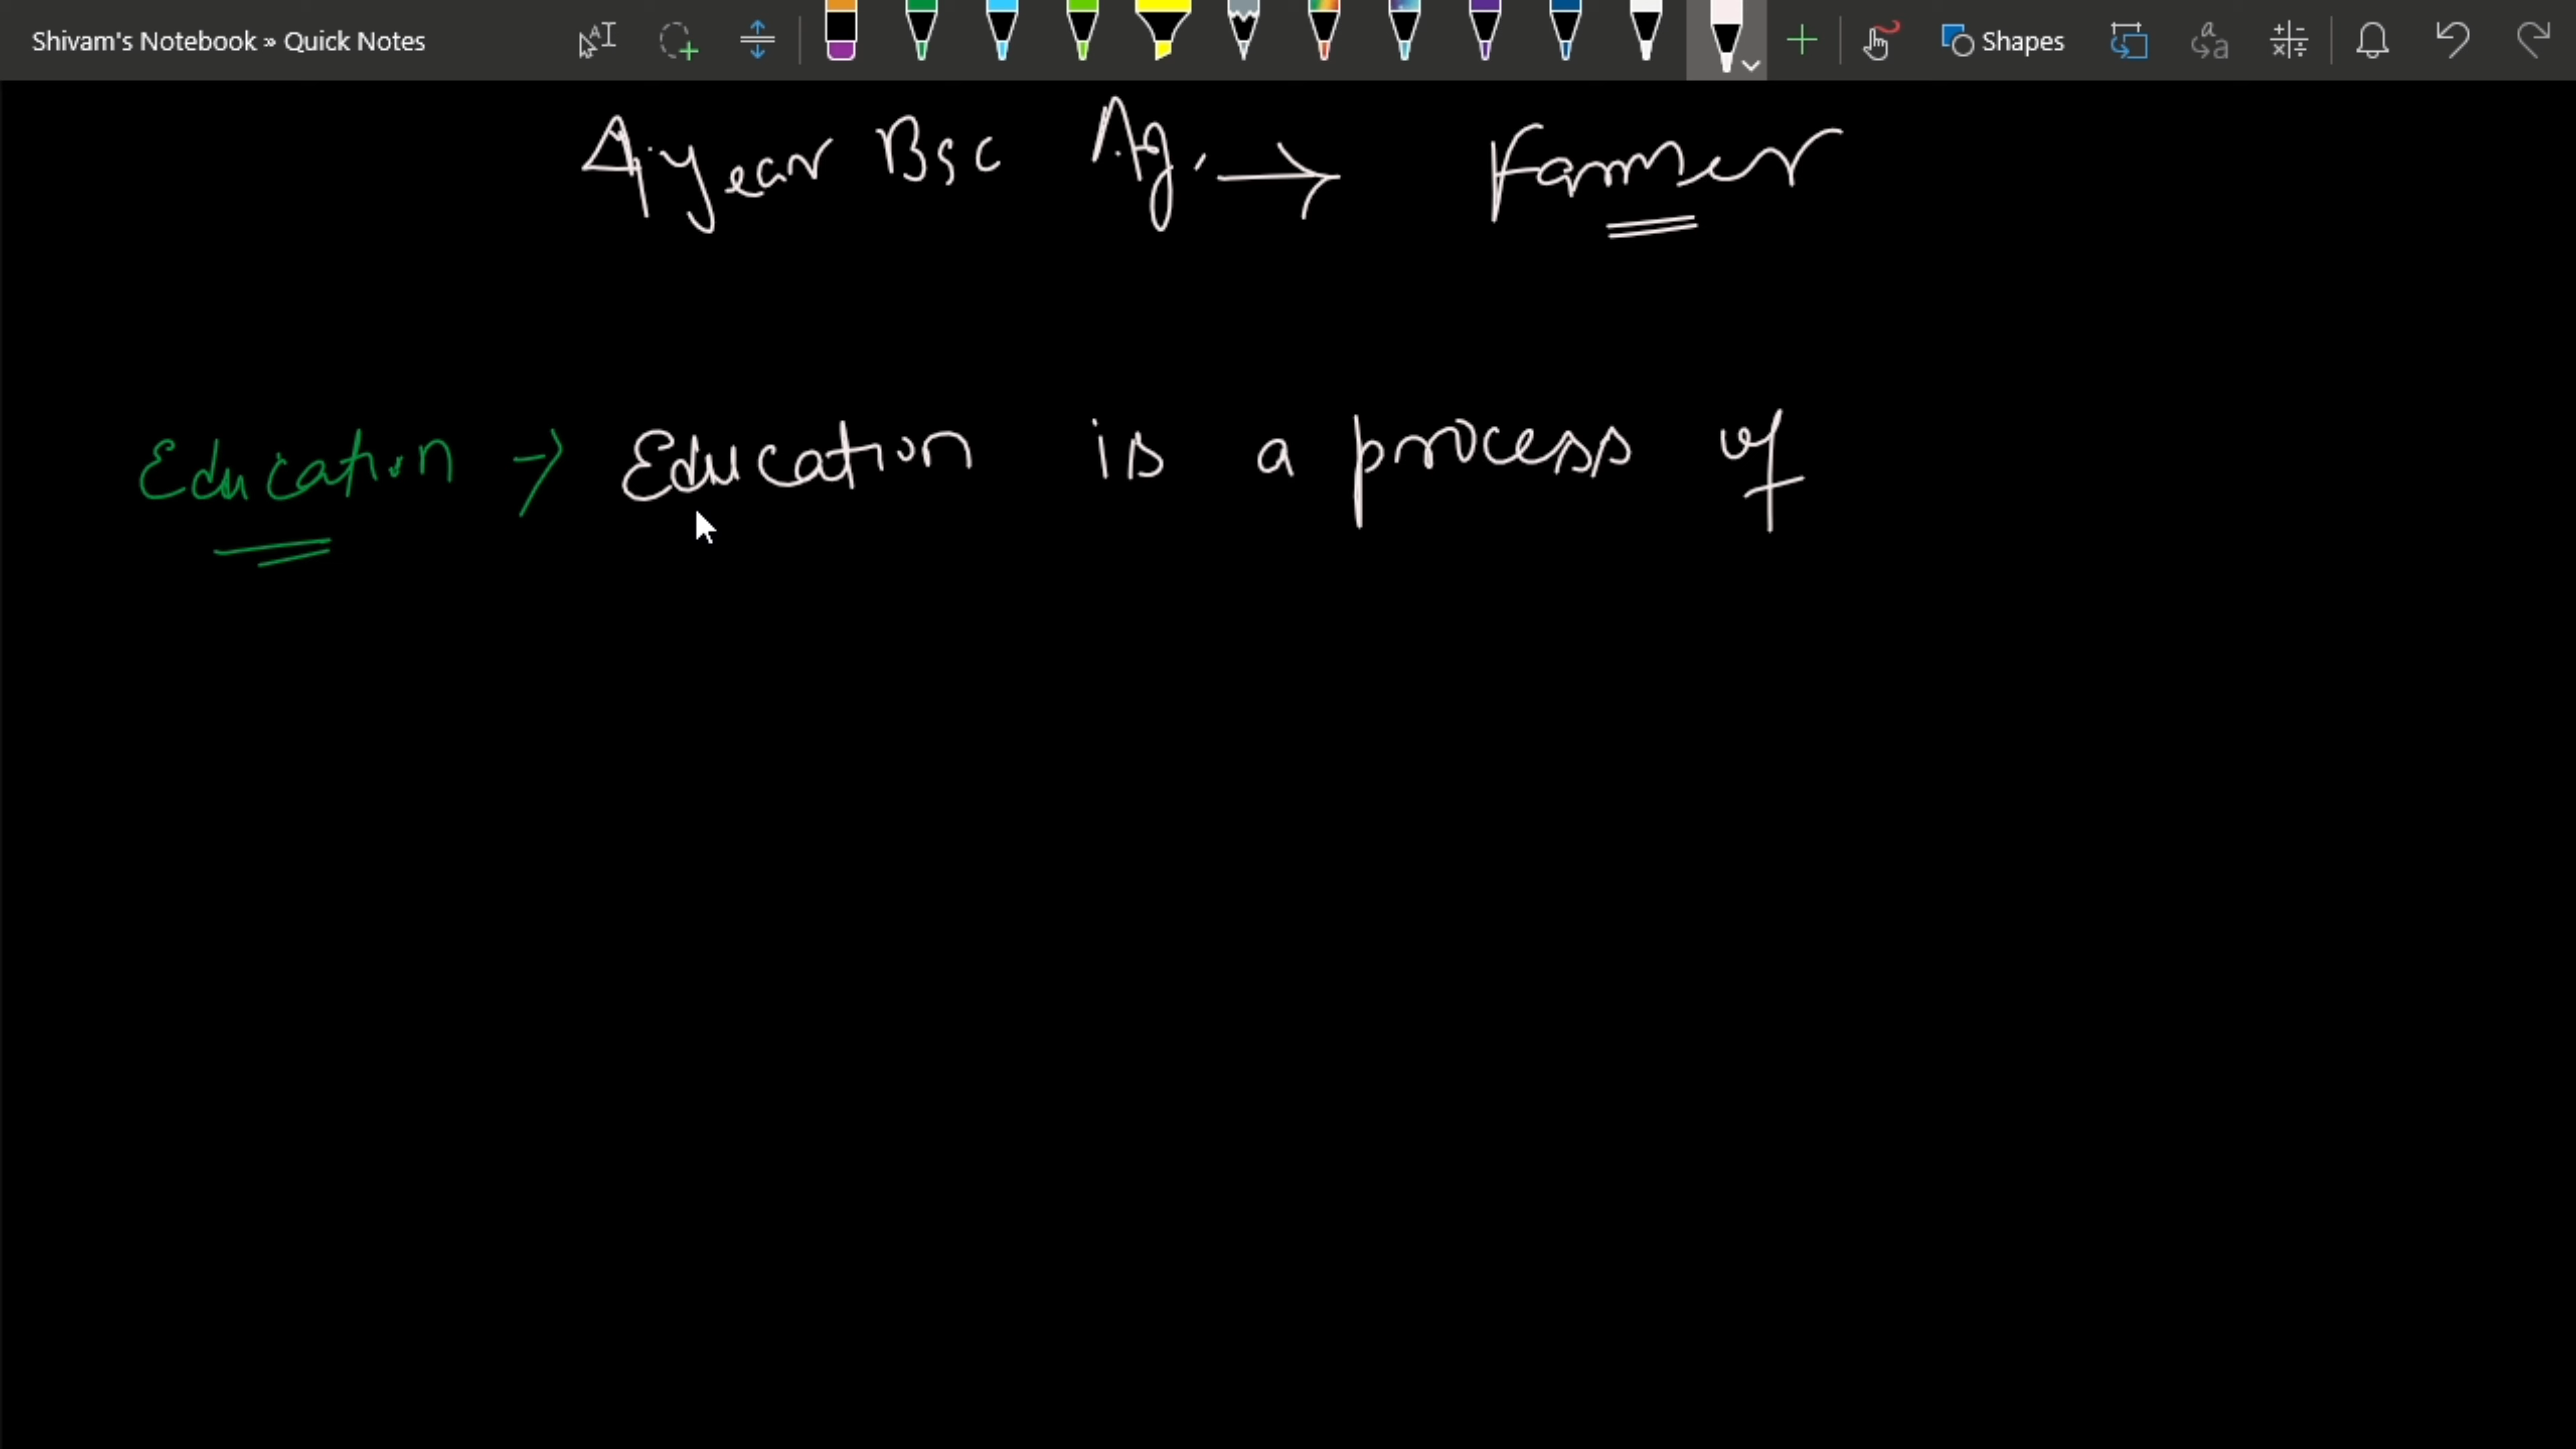 Shivam's Notebook » Quick Notes Shapes
4 year Bsc Ag. → Farmer
Education → Education is a process of